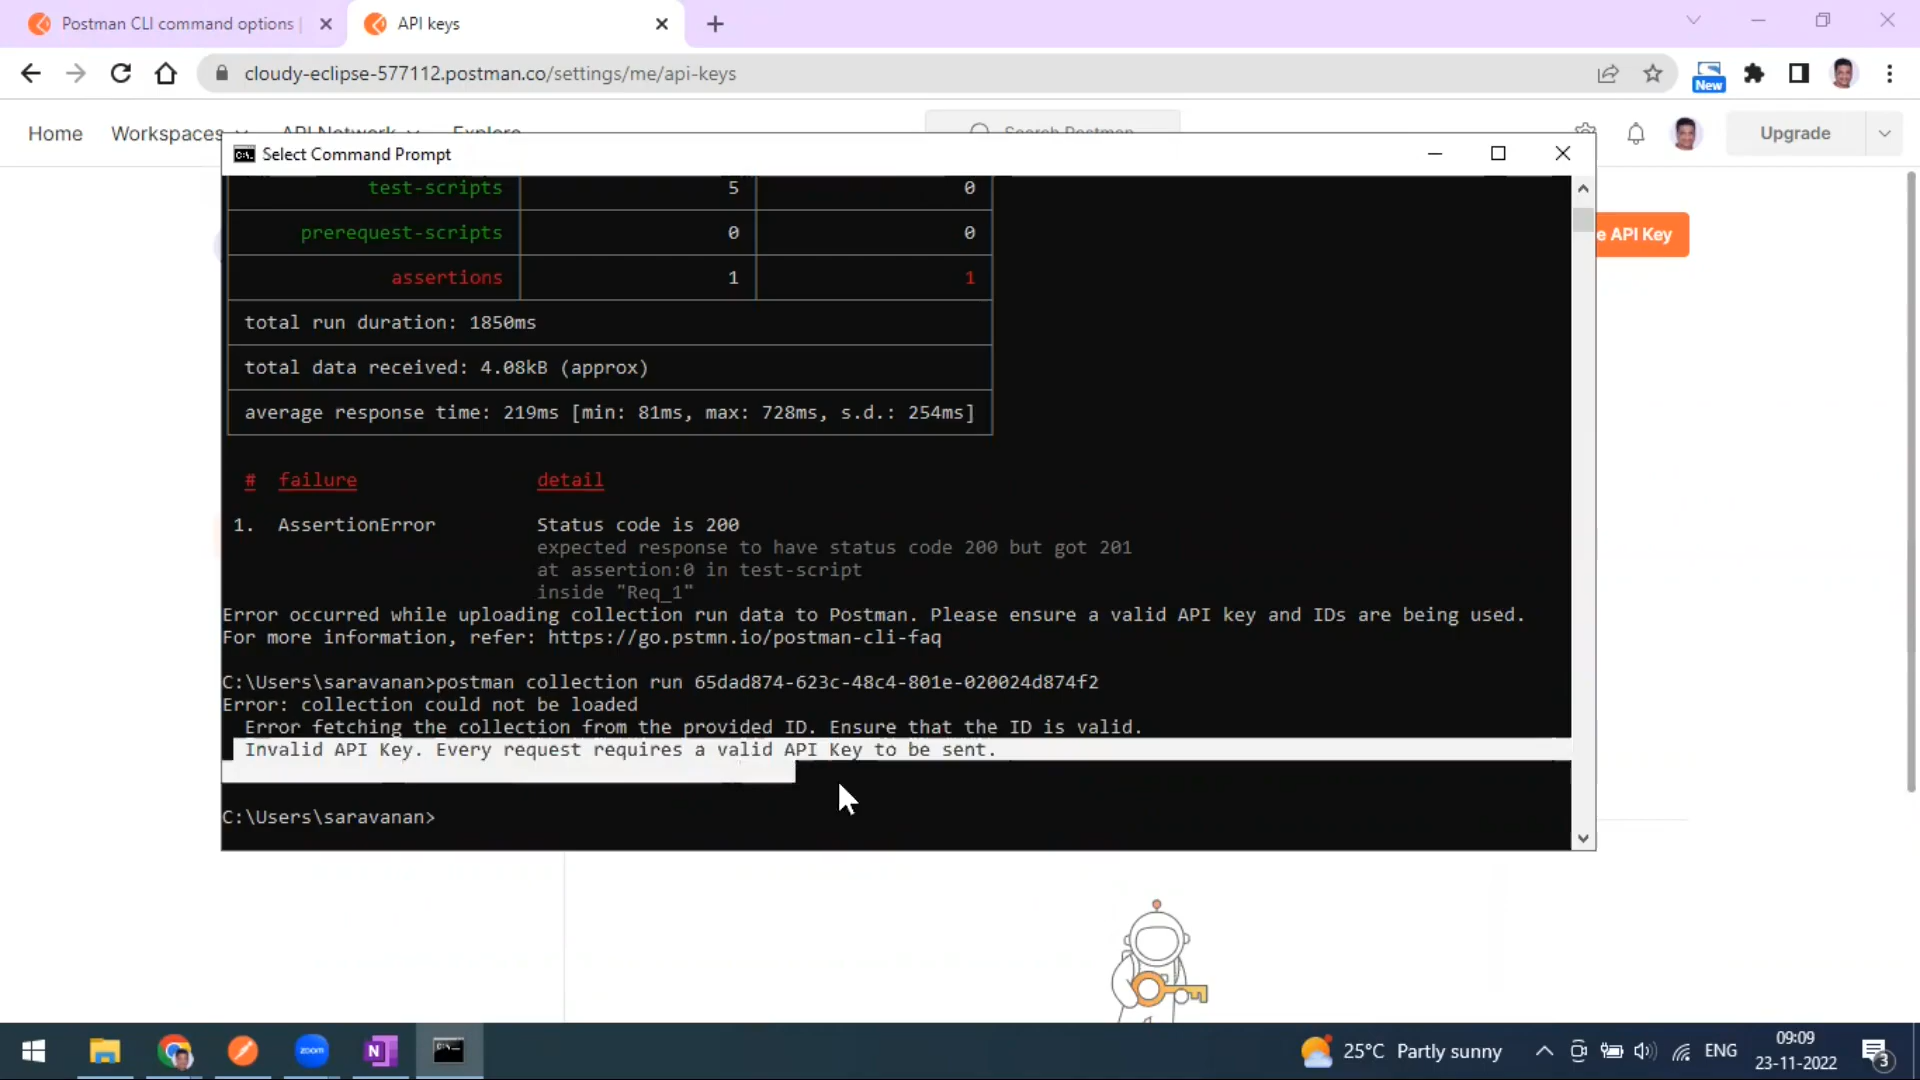 Postman CLI command options
API keys
cloudy-eclipse-577112.postman.co/settings/me/api-keys
New
Home Workspaces API Network Explore Search Postman Upgrade
Select Command Prompt
test-scripts 5 0
prerequest-scripts 0 0
e API Key
assertions 1 1
total run duration: 1850ms
total data received: 4.08kB (approx)
average response time: 219ms [min: 81ms, max: 728ms, s.d.: 254ms]
# failure detail
1. AssertionError Status code is 200
expected response to have status code 200 but got 201
at assertion:0 in test-script
inside "Req_1"
Error occurred while uploading collection run data to Postman. Please ensure a valid API key and IDs are being used.
For more information, refer: https://go.pstmn.io/postman-cli-faq
C:\Users\saravanan>postman collection run 65dad874-623c-48c4-801e-020024d874f2
Error: collection could not be loaded
Error fetching the collection from the provided ID. Ensure that the ID is valid.
Invalid API Key. Every request requires a valid API Key to be sent.
C:\Users\saravanan>
zoom
N
25°C Partly sunny
ENG
09:09
23-11-2022
3